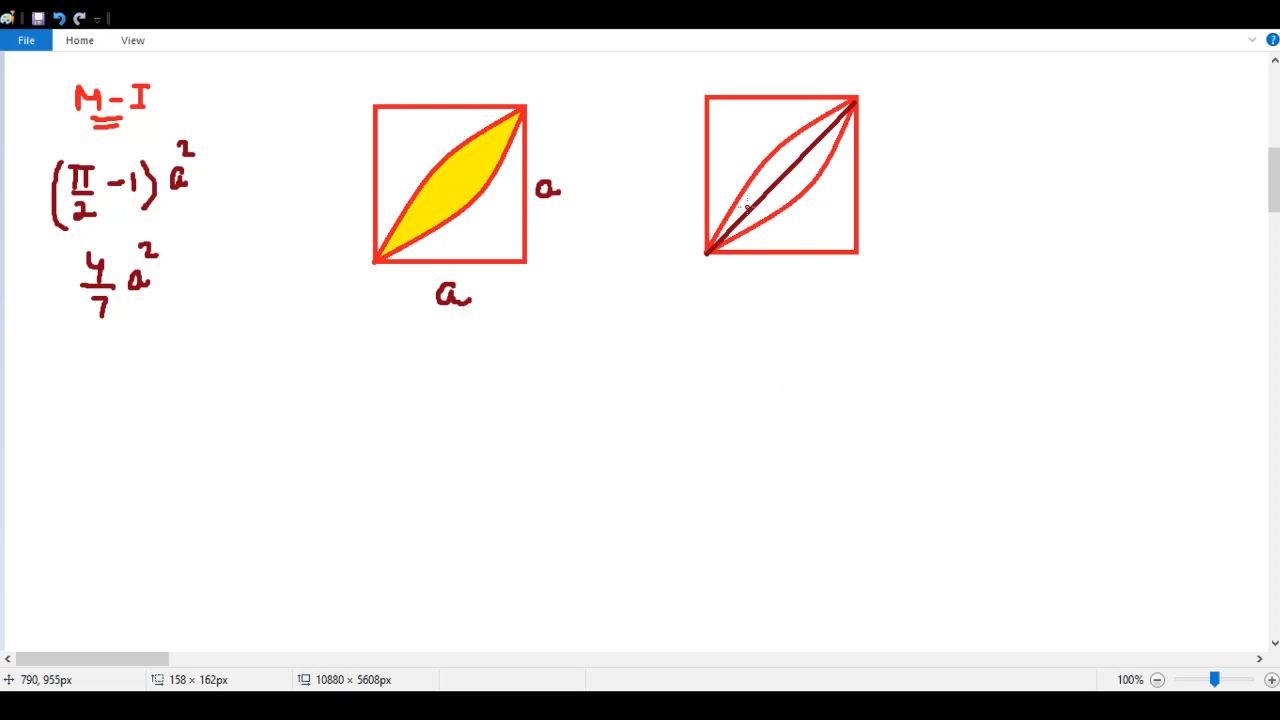 File Home View
M-I
(π/2 -1) a²
4/7 a²
a
a
790, 955px 158 × 162px 10880 × 5608px 100%